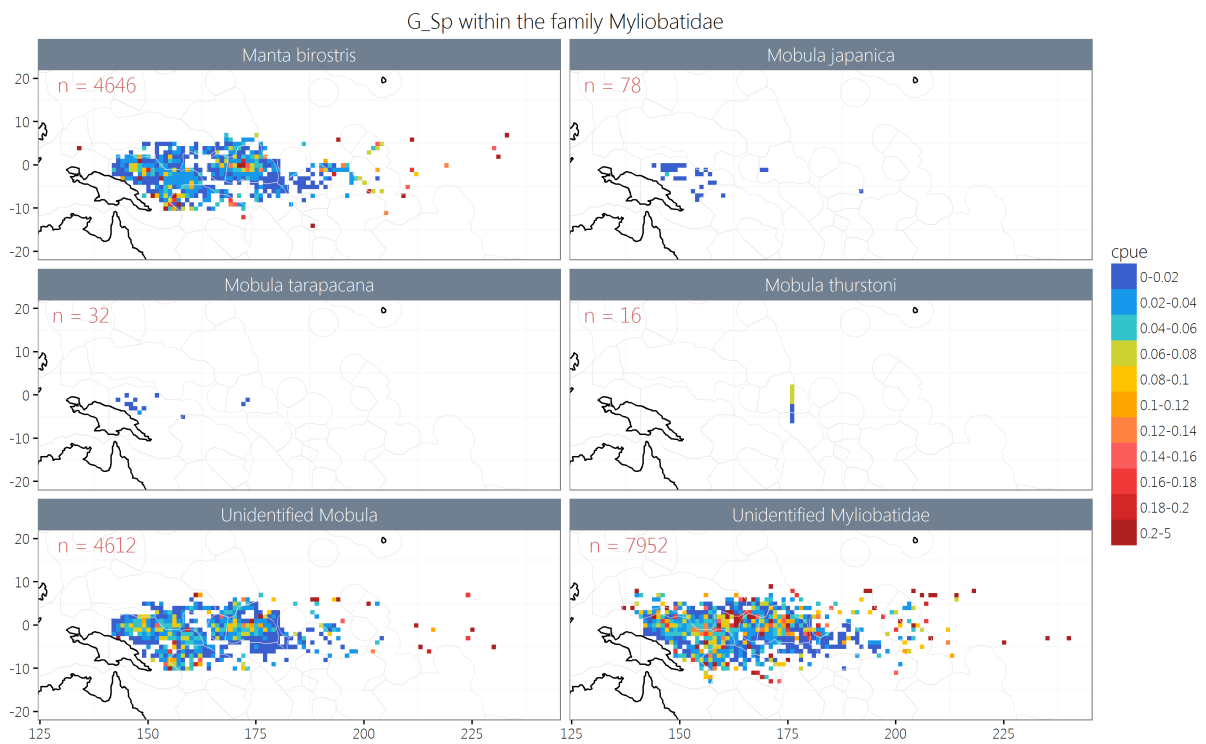 G_Sp within the family Myliobatidae
Manta birostris
Mobula japanica
n = 4646
n = 78
20
10
0
-10
-20
Mobula tarapacana
Mobula thurstoni
n = 32
n = 16
20
10
0
-10
-20
Unidentified Mobula
Unidentified Myliobatidae
n = 4612
n = 7952
20
10
0
-10
-20
125 150 175 200 225
125 150 175 200 225
cpue
0-0.02
0.02-0.04
0.04-0.06
0.06-0.08
0.08-0.1
0.1-0.12
0.12-0.14
0.14-0.16
0.16-0.18
0.18-0.2
0.2-5